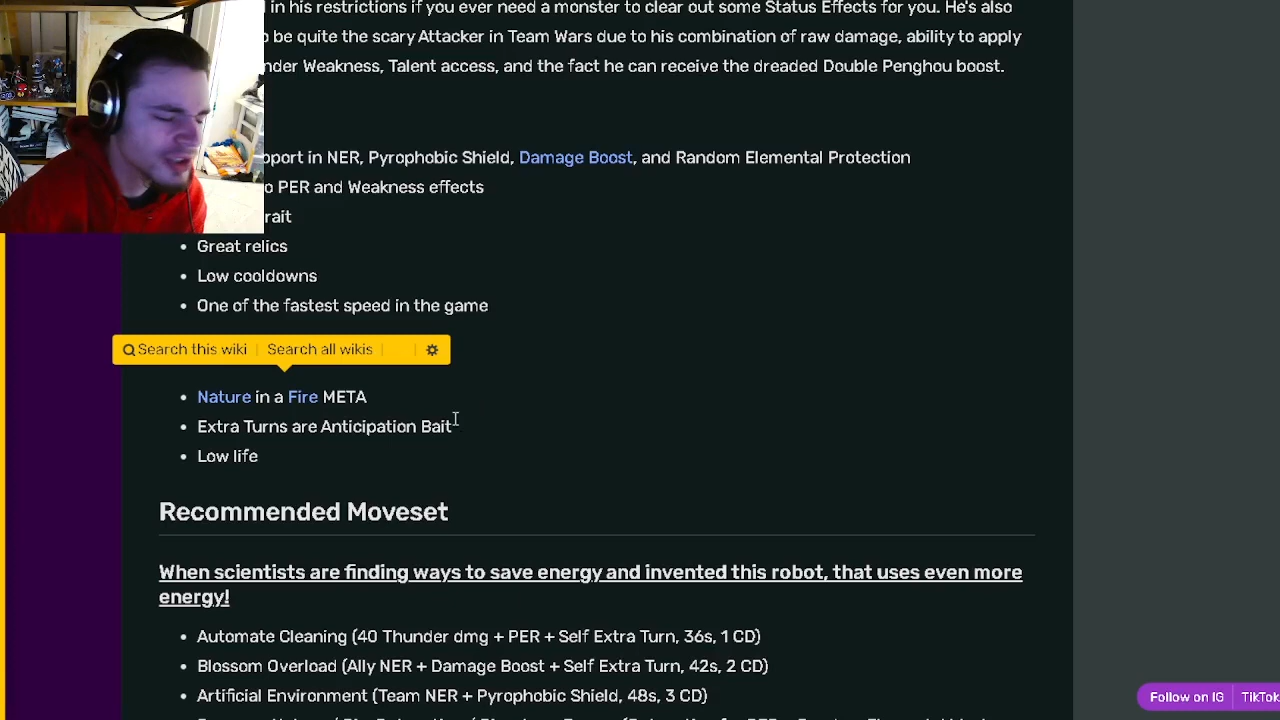 in his restrictions if you ever need a monster to clear out some Status Effects for you. He's also
be quite the scary Attacker in Team Wars due to his combination of raw damage, ability to apply
nder Weakness, Talent access, and the fact he can receive the dreaded Double Penghou boost.
pport in NER, Pyrophobic Shield, Damage Boost, and Random Elemental Protection
o PER and Weakness effects
rait
Great relics
Low cooldowns
One of the fastest speed in the game
Search this wiki | Search all wikis
Nature in a Fire META
Extra Turns are Anticipation Bait
Low life
Recommended Moveset
When scientists are finding ways to save energy and invented this robot, that uses even more
energy!
Automate Cleaning (40 Thunder dmg + PER + Self Extra Turn, 36s, 1 CD)
Blossom Overload (Ally NER + Damage Boost + Self Extra Turn, 42s, 2 CD)
Artificial Environment (Team NER + Pyrophobic Shield, 48s, 3 CD)
Follow on IG | TikTok